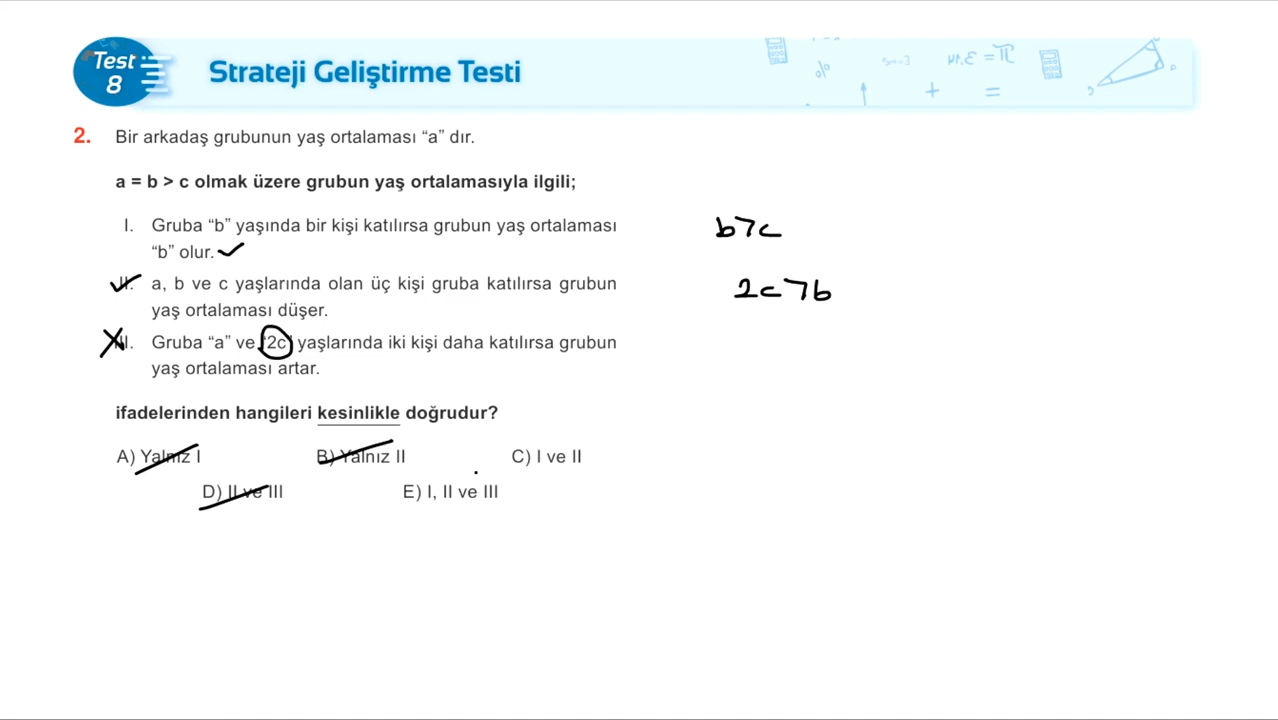 Test
8
Strateji Geliştirme Testi
2. Bir arkadaş grubunun yaş ortalaması “a” dır.
a = b > c olmak üzere grubun yaş ortalamasıyla ilgili;
I. Gruba “b” yaşında bir kişi katılırsa grubun yaş ortalaması
“b” olur.
b>c
II. a, b ve c yaşlarında olan üç kişi gruba katılırsa grubun
yaş ortalaması düşer.
2c>b
III. Gruba “a” ve “2c” yaşlarında iki kişi daha katılırsa grubun
yaş ortalaması artar.
ifadelerinden hangileri kesinlikle doğrudur?
A) Yalnız I B) Yalnız II C) I ve II
D) II ve III E) I, II ve III